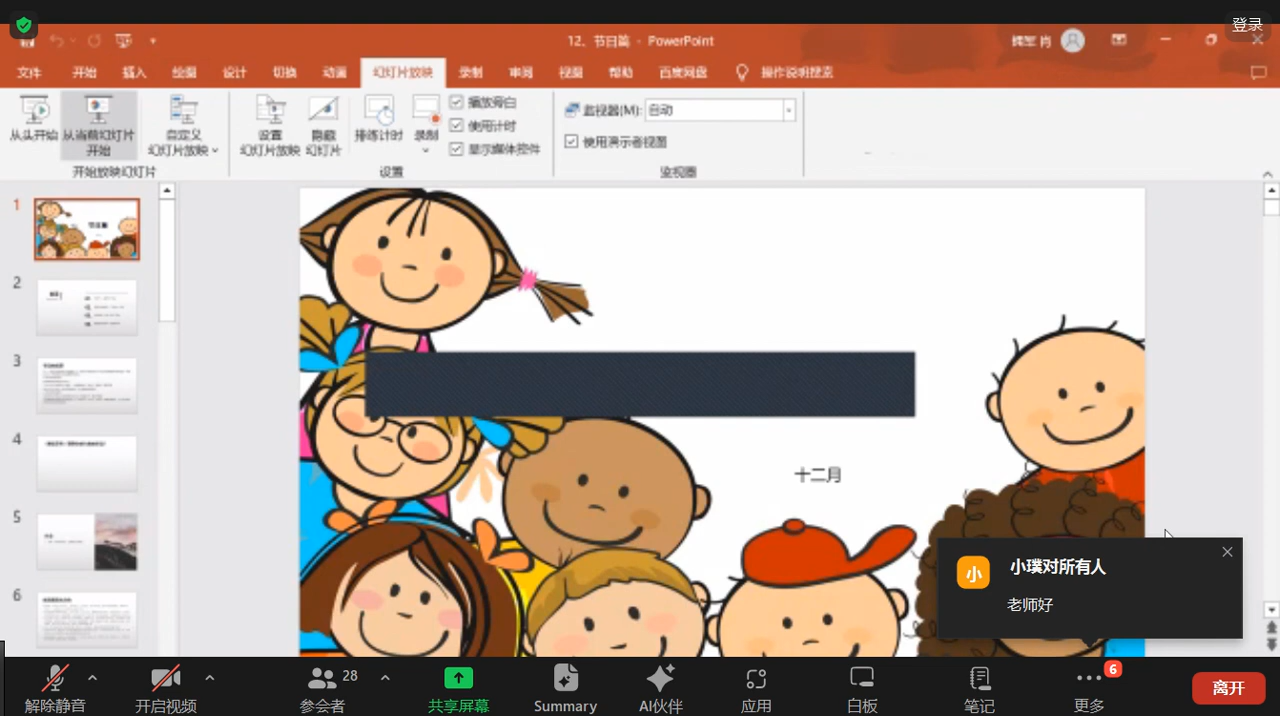 登录
12、节日篇 - PowerPoint
文件 开始 插入 绘图 设计 切换 动画 幻灯片放映 录制 审阅 视图 帮助 百度网盘 操作说明搜索
从头开始 从当前幻灯片开始 自定义幻灯片放映 设置幻灯片放映 隐藏幻灯片 排练计时 录制
播放旁白
使用计时
显示媒体控件
监视器(M): 自动
使用演示者视图
开始放映幻灯片 设置 监视器
1
2
3
4
5
6
十二月
小
小璞对所有人
老师好
28
6
解除静音 开启视频 参会者 共享屏幕 Summary AI伙伴 应用 白板 笔记 更多 离开